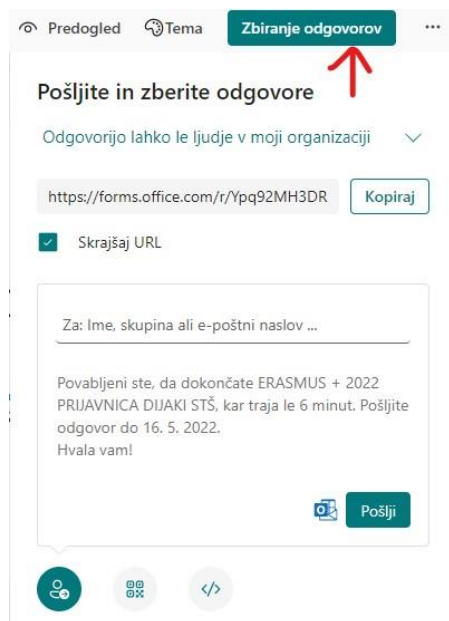 Predogled Tema Zbiranje odgovorov ...
Pošljite in zberite odgovore
Odgovorijo lahko le ljudje v moji organizaciji
https://forms.office.com/r/Ypq92MH3DR Kopiraj
Skrajšaj URL
Za: Ime, skupina ali e-poštni naslov ...
Povabljeni ste, da dokončate ERASMUS + 2022
PRIJAVNICA DIJAKI STŠ, kar traja le 6 minut. Pošljite
odgovor do 16. 5. 2022.
Hvala vam!
Pošlji